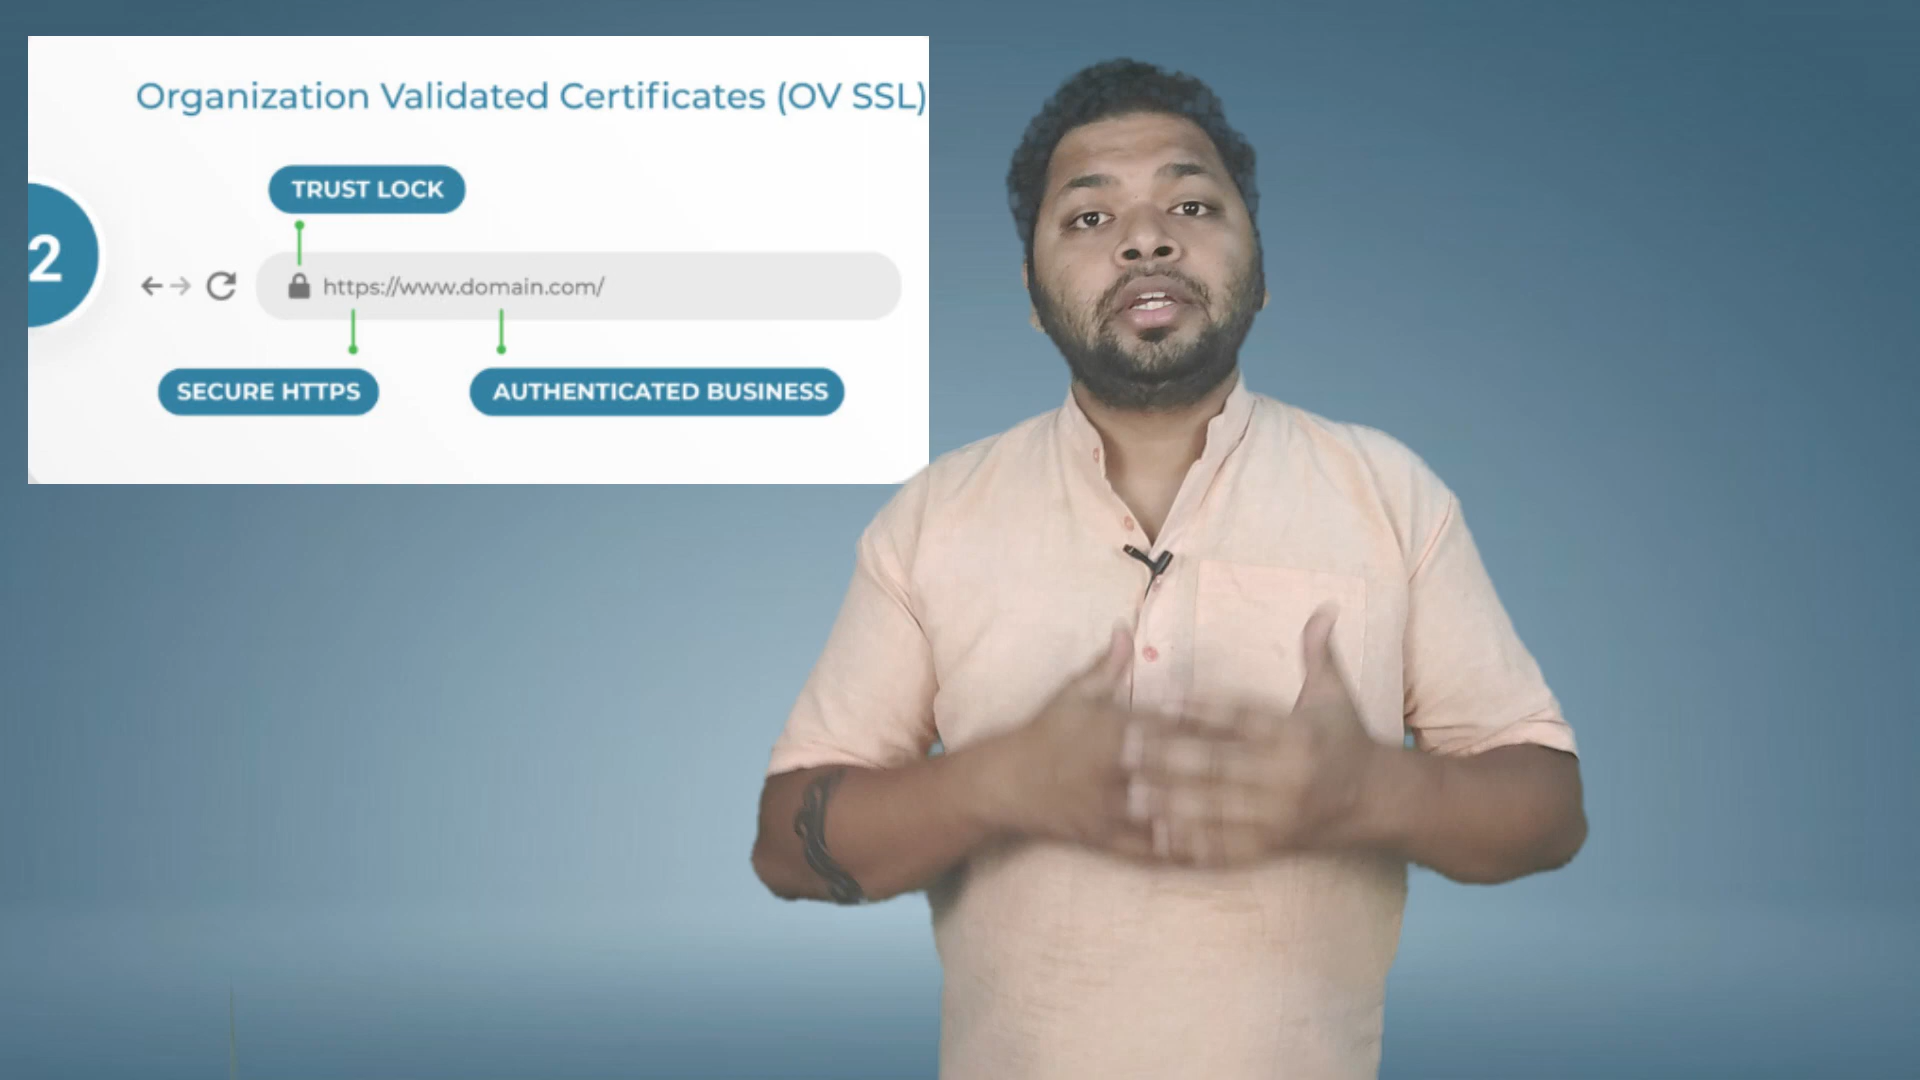 Organization Validated Certificates (OV SSL)
TRUST LOCK
2
https://www.domain.com/
SECURE HTTPS
AUTHENTICATED BUSINESS